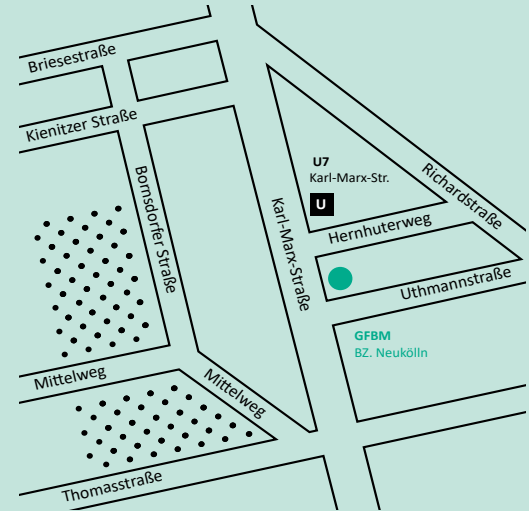 Briesestraße
Kienitzer Straße
Bornsdorfer Straße
U7
Karl-Marx-Str.
U
Richardstraße
Karl-Marx-Straße
Hernhuterweg
Uthmannstraße
GFBM
BZ. Neukölln
Mittelweg
Mittelweg
Thomasstraße